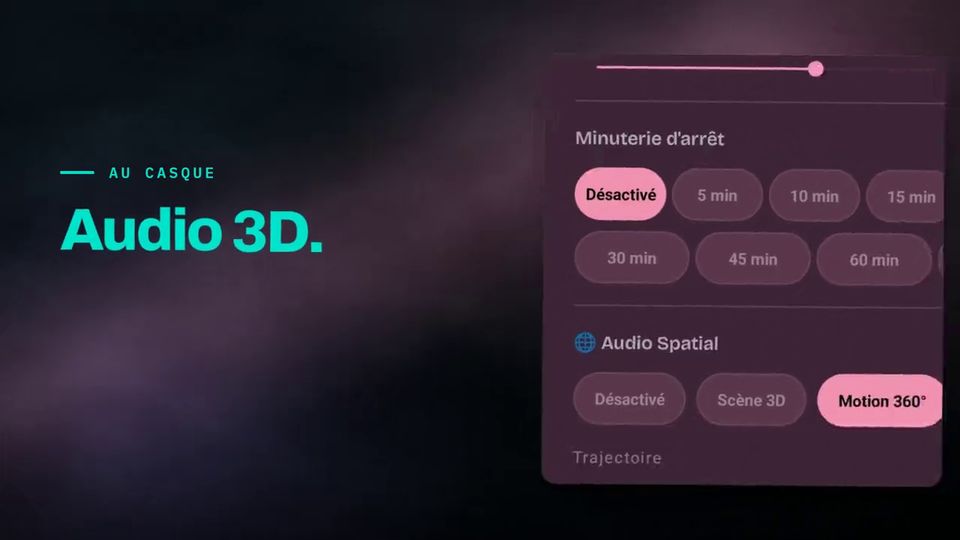 AU CASQUE
Audio 3D.
Minuterie d'arrêt
Désactivé 5 min 10 min 15 min
30 min 45 min 60 min
🌐 Audio Spatial
Désactivé Scène 3D Motion 360°
Trajectoire